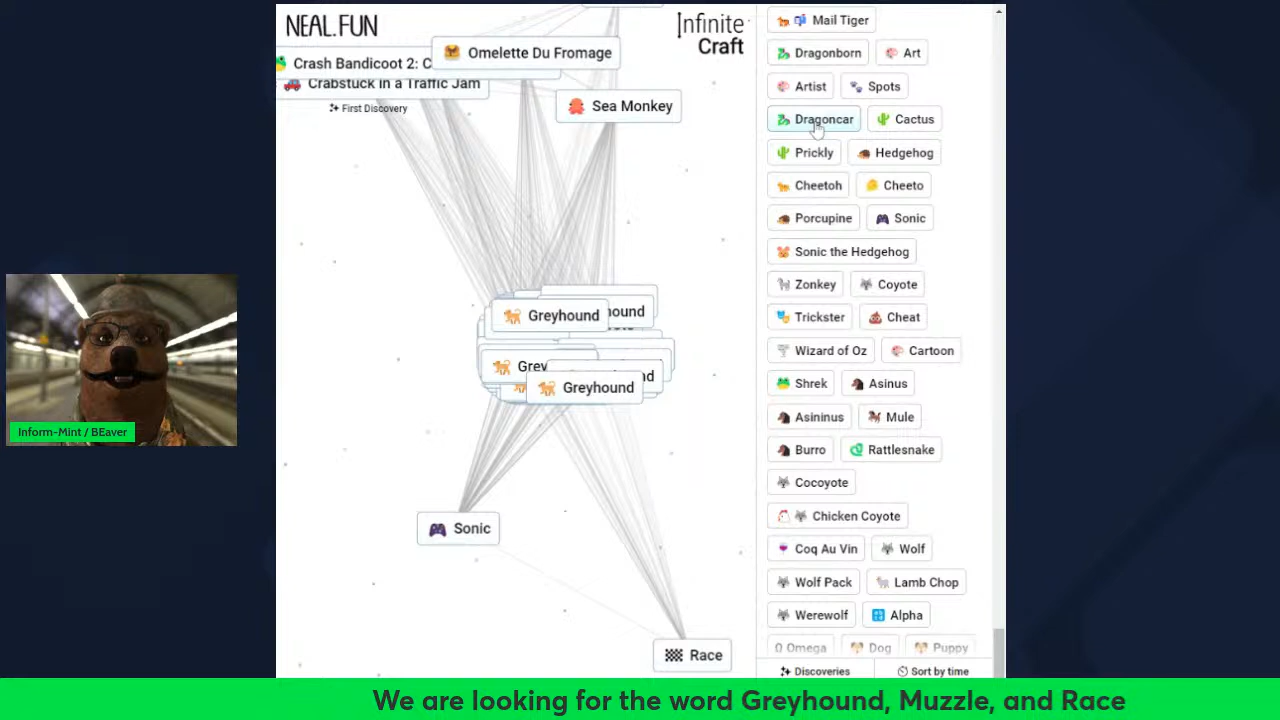 NEAL.FUN
Infinite
Craft
Crash Bandicoot 2: C
Omelette Du Fromage
Crabstuck in a Traffic Jam
First Discovery
Sea Monkey
Greyhound
hound
Grey
nd
Greyhound
Sonic
Race
Mail Tiger
Dragonborn
Art
Artist
Spots
Dragoncar
Cactus
Prickly
Hedgehog
Cheetoh
Cheeto
Porcupine
Sonic
Sonic the Hedgehog
Zonkey
Coyote
Trickster
Cheat
Wizard of Oz
Cartoon
Shrek
Asinus
Asininus
Mule
Burro
Rattlesnake
Cocoyote
Chicken Coyote
Coq Au Vin
Wolf
Wolf Pack
Lamb Chop
Werewolf
Alpha
Ω Omega
Dog
Puppy
Discoveries
Sort by time
Inform-Mint / BEaver
We are looking for the word Greyhound, Muzzle, and Race